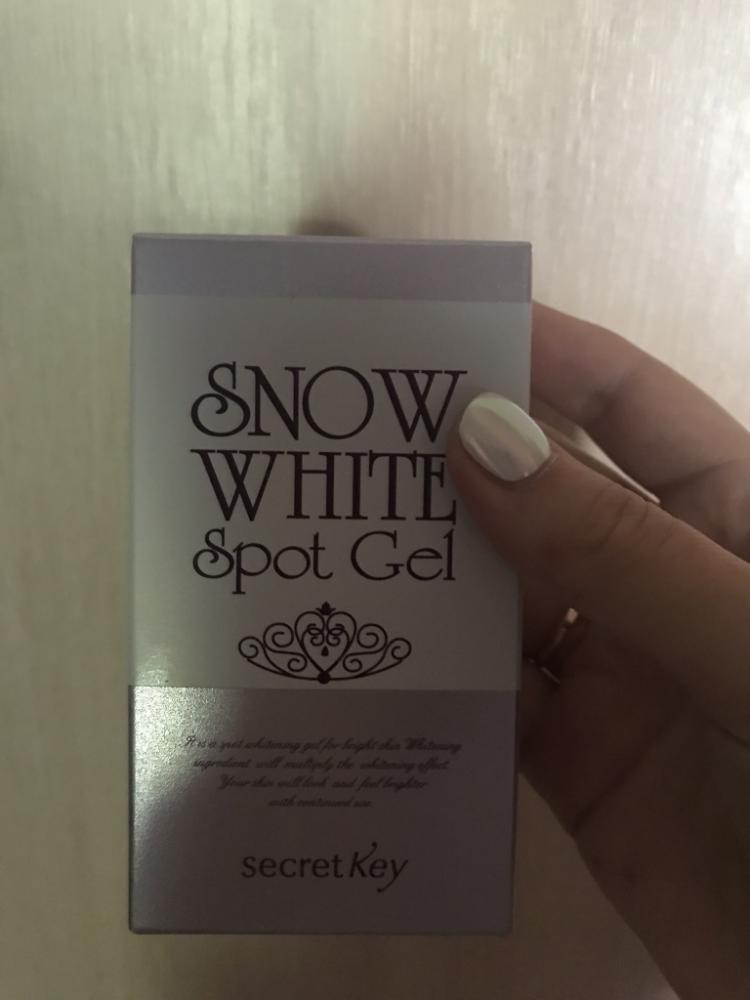 SNOW
WHITE
Spot Gel
It is a spot whitening gel for bright skin Whitening
ingredient will multiply the whitening effect.
Your skin will look and feel brighter
with continued use.
secretKey